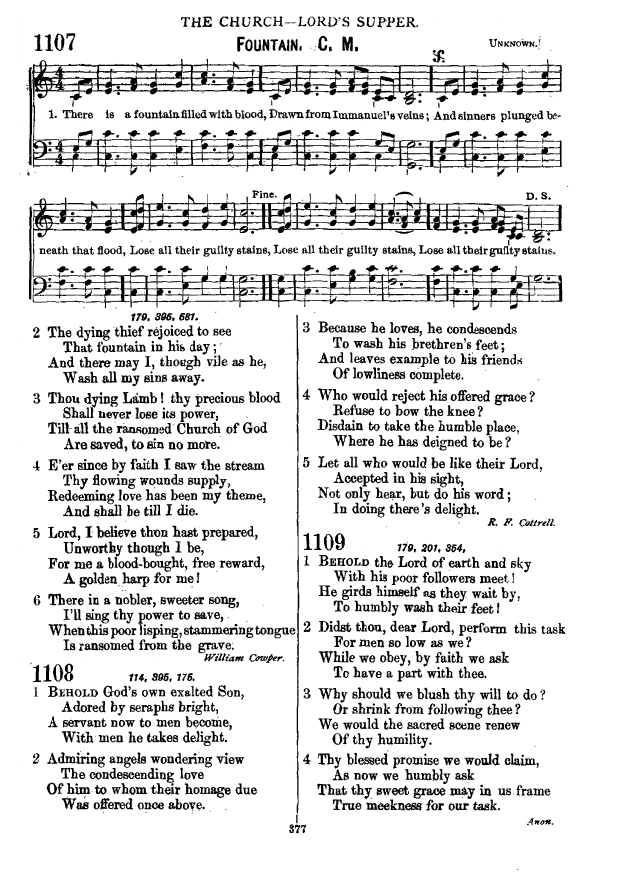 THE CHURCH—LORD'S SUPPER.
1107
FOUNTAIN. C. M.
UNKNOWN.
1. There is a fountain filled with blood, Drawn from Immanuel's veins; And sinners plunged be-
Fine.
D. S.
neath that flood, Lose all their guilty stains, Lose all their guilty stains, Lose all their guilty stains.
179, 395, 581.
2 The dying thief rejoiced to see
That fountain in his day;
And there may I, though vile as he,
Wash all my sins away.
3 Thou dying Lamb! thy precious blood
Shall never lose its power,
Till all the ransomed Church of God
Are saved, to sin no more.
4 E'er since by faith I saw the stream
Thy flowing wounds supply,
Redeeming love has been my theme,
And shall be till I die.
5 Lord, I believe thou hast prepared,
Unworthy though I be,
For me a blood-bought, free reward,
A golden harp for me!
6 There in a nobler, sweeter song,
I'll sing thy power to save,
When this poor lisping, stammering tongue
Is ransomed from the grave.
William Cowper.
1108
114, 395, 175.
1 BEHOLD God's own exalted Son,
Adored by seraphs bright,
A servant now to men become,
With men he takes delight.
2 Admiring angels wondering view
The condescending love
Of him to whom their homage due
Was offered once above.
3 Because he loves, he condescends
To wash his brethren's feet;
And leaves example to his friends
Of lowliness complete.
4 Who would reject his offered grace?
Refuse to bow the knee?
Disdain to take the humble place,
Where he has deigned to be?
5 Let all who would be like their Lord,
Accepted in his sight,
Not only hear, but do his word;
In doing there's delight.
R. F. Cottrell.
1109
179, 201, 354,
1 BEHOLD the Lord of earth and sky
With his poor followers meet!
He girds himself as they wait by,
To humbly wash their feet!
2 Didst thou, dear Lord, perform this task
For men so low as we?
While we obey, by faith we ask
To have a part with thee.
3 Why should we blush thy will to do?
Or shrink from following thee?
We would the sacred scene renew
Of thy humility.
4 Thy blessed promise we would claim,
As now we humbly ask
That thy sweet grace may in us frame
True meekness for our task.
Anon.
377